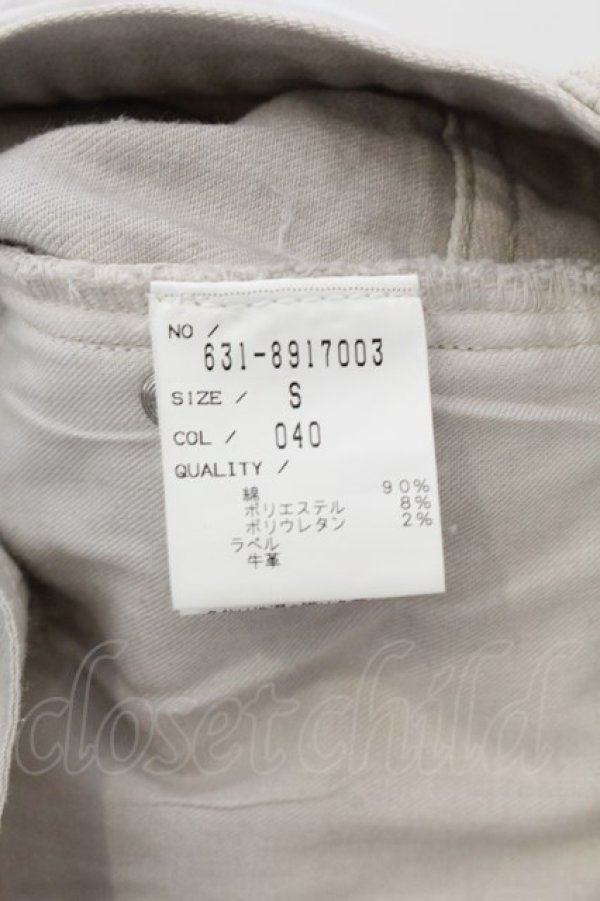 NO / 631-8917003
SIZE / S
COL / 040
QUALITY /
綿 90%
ポリエステル 8%
ポリウレタン 2%
ラベル
牛革
closet child